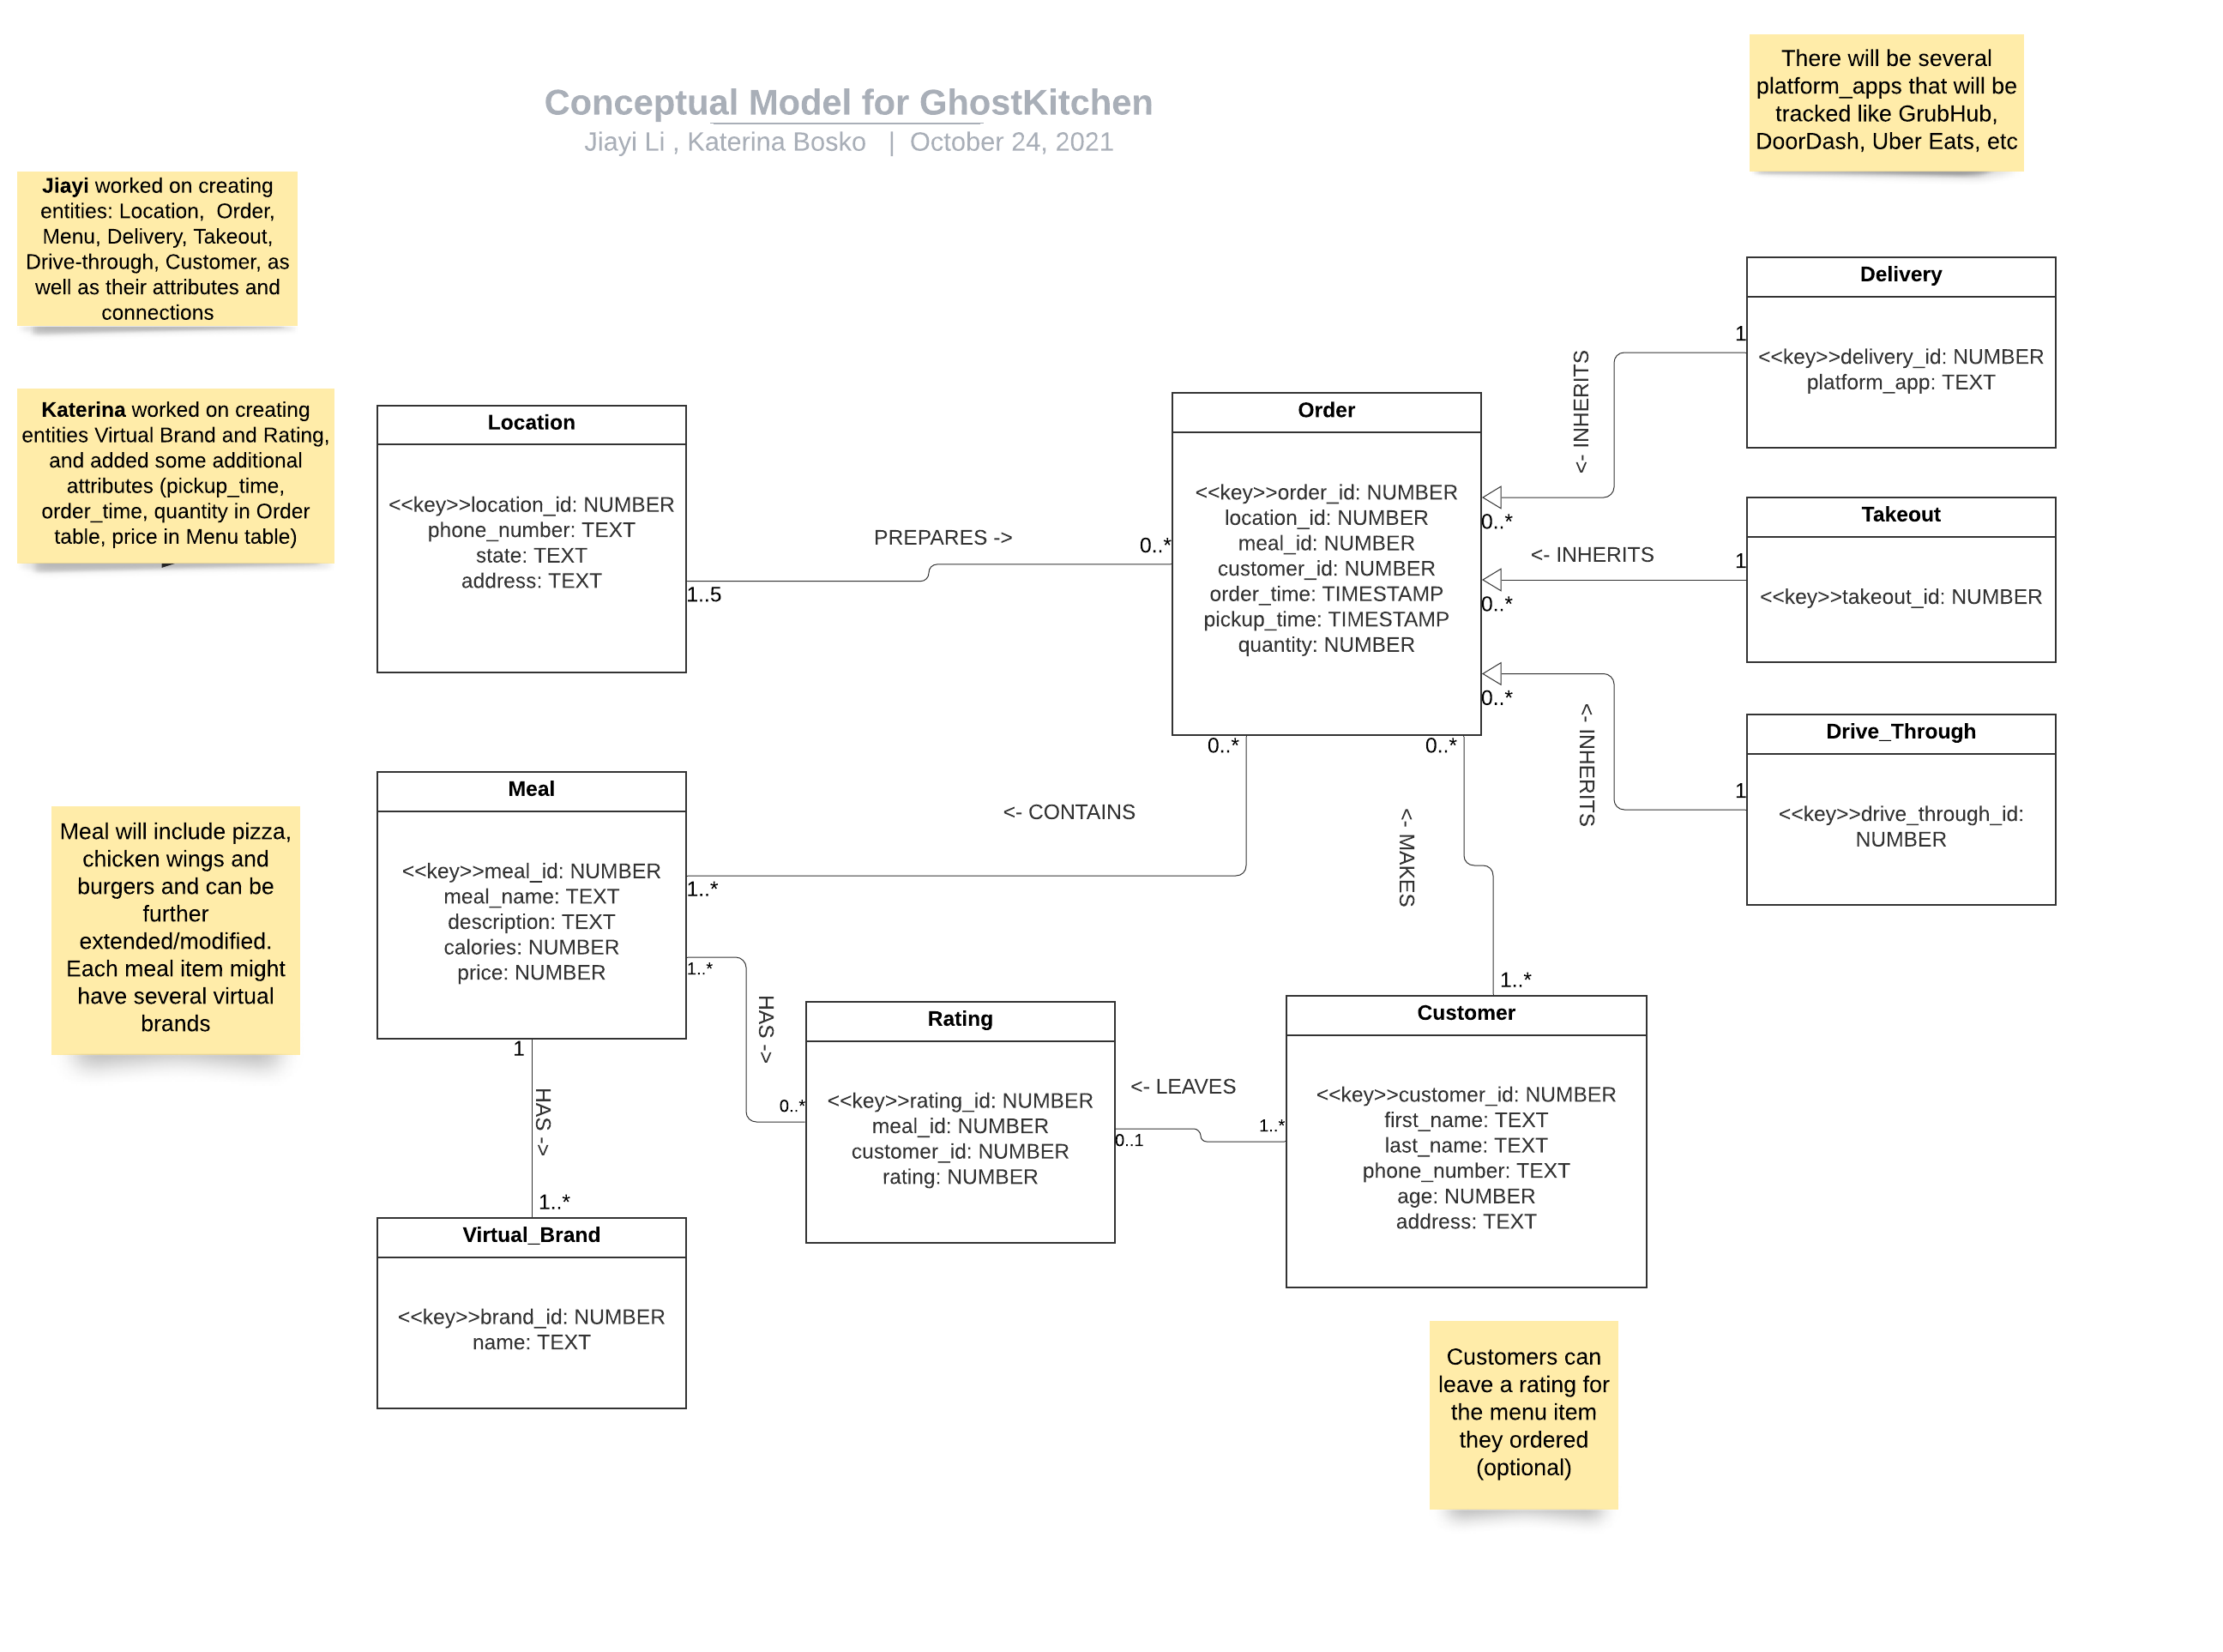 Conceptual Model for GhostKitchen
Jiayi Li , Katerina Bosko | October 24, 2021
There will be several
platform_apps that will be
tracked like GrubHub,
DoorDash, Uber Eats, etc
Jiayi worked on creating
entities: Location, Order,
Menu, Delivery, Takeout,
Drive-through, Customer, as
well as their attributes and
connections
Katerina worked on creating
entities Virtual Brand and Rating,
and added some additional
attributes (pickup_time,
order_time, quantity in Order
table, price in Menu table)
Location
<<key>>location_id: NUMBER
phone_number: TEXT
state: TEXT
address: TEXT
1..5
PREPARES ->
0..*
Order
<<key>>order_id: NUMBER
location_id: NUMBER
meal_id: NUMBER
customer_id: NUMBER
order_time: TIMESTAMP
pickup_time: TIMESTAMP
quantity: NUMBER
Delivery
<<key>>delivery_id: NUMBER
platform_app: TEXT
1
<- INHERITS
0..*
Takeout
<<key>>takeout_id: NUMBER
1
<- INHERITS
0..*
Drive_Through
<<key>>drive_through_id:
NUMBER
1
<- INHERITS
0..*
0..*
0..*
<- CONTAINS
<- MAKES
Meal will include pizza,
chicken wings and
burgers and can be
further
extended/modified.
Each meal item might
have several virtual
brands
Meal
<<key>>meal_id: NUMBER
meal_name: TEXT
description: TEXT
calories: NUMBER
price: NUMBER
1..*
1..*
HAS ->
0..*
1
HAS ->
1..*
Rating
<<key>>rating_id: NUMBER
meal_id: NUMBER
customer_id: NUMBER
rating: NUMBER
<- LEAVES
0..1
1..*
1..*
Customer
<<key>>customer_id: NUMBER
first_name: TEXT
last_name: TEXT
phone_number: TEXT
age: NUMBER
address: TEXT
Virtual_Brand
<<key>>brand_id: NUMBER
name: TEXT
Customers can
leave a rating for
the menu item
they ordered
(optional)